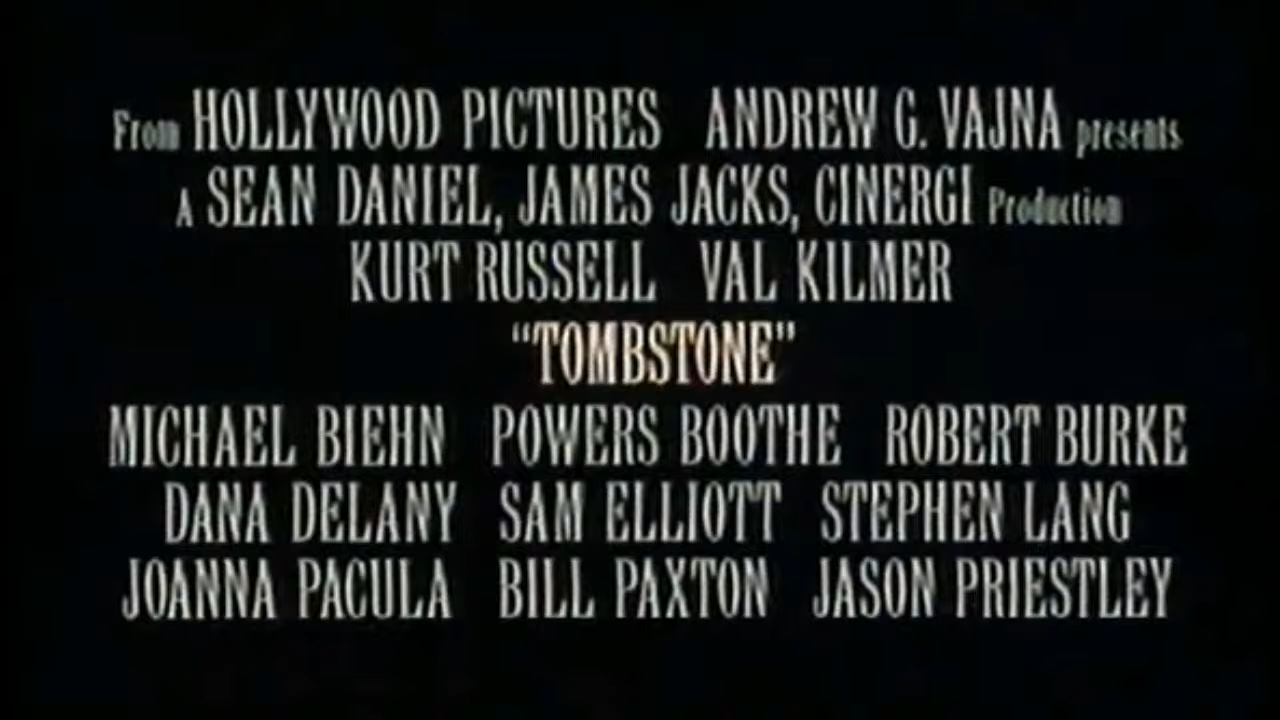 From HOLLYWOOD PICTURES ANDREW G. VAJNA presents
A SEAN DANIEL, JAMES JACKS, CINERGI Production
KURT RUSSELL VAL KILMER
“TOMBSTONE”
MICHAEL BIEHN POWERS BOOTHE ROBERT BURKE
DANA DELANY SAM ELLIOTT STEPHEN LANG
JOANNA PACULA BILL PAXTON JASON PRIESTLEY